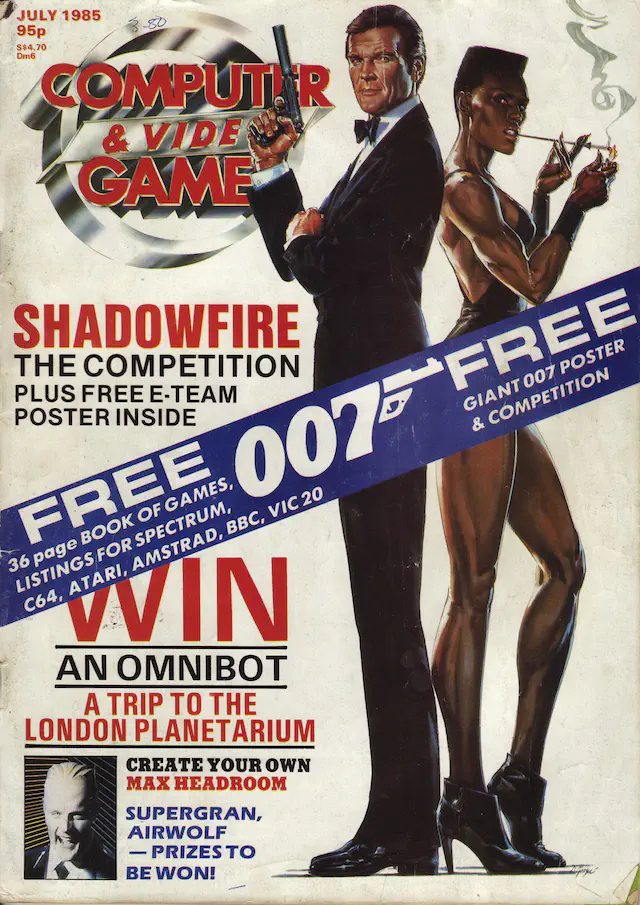 JULY 1985
95p
S$4.70
Dm6
COMPUTER
& VIDE
GAME
SHADOWFIRE
THE COMPETITION
PLUS FREE E-TEAM
POSTER INSIDE
FREE 007 FREE
36 page BOOK OF GAMES,
LISTINGS FOR SPECTRUM,
C64, ATARI, AMSTRAD, BBC, VIC 20
GIANT 007 POSTER
& COMPETITION
WIN
AN OMNIBOT
A TRIP TO THE
LONDON PLANETARIUM
CREATE YOUR OWN
MAX HEADROOM
SUPERGRAN,
AIRWOLF
— PRIZES TO
BE WON!